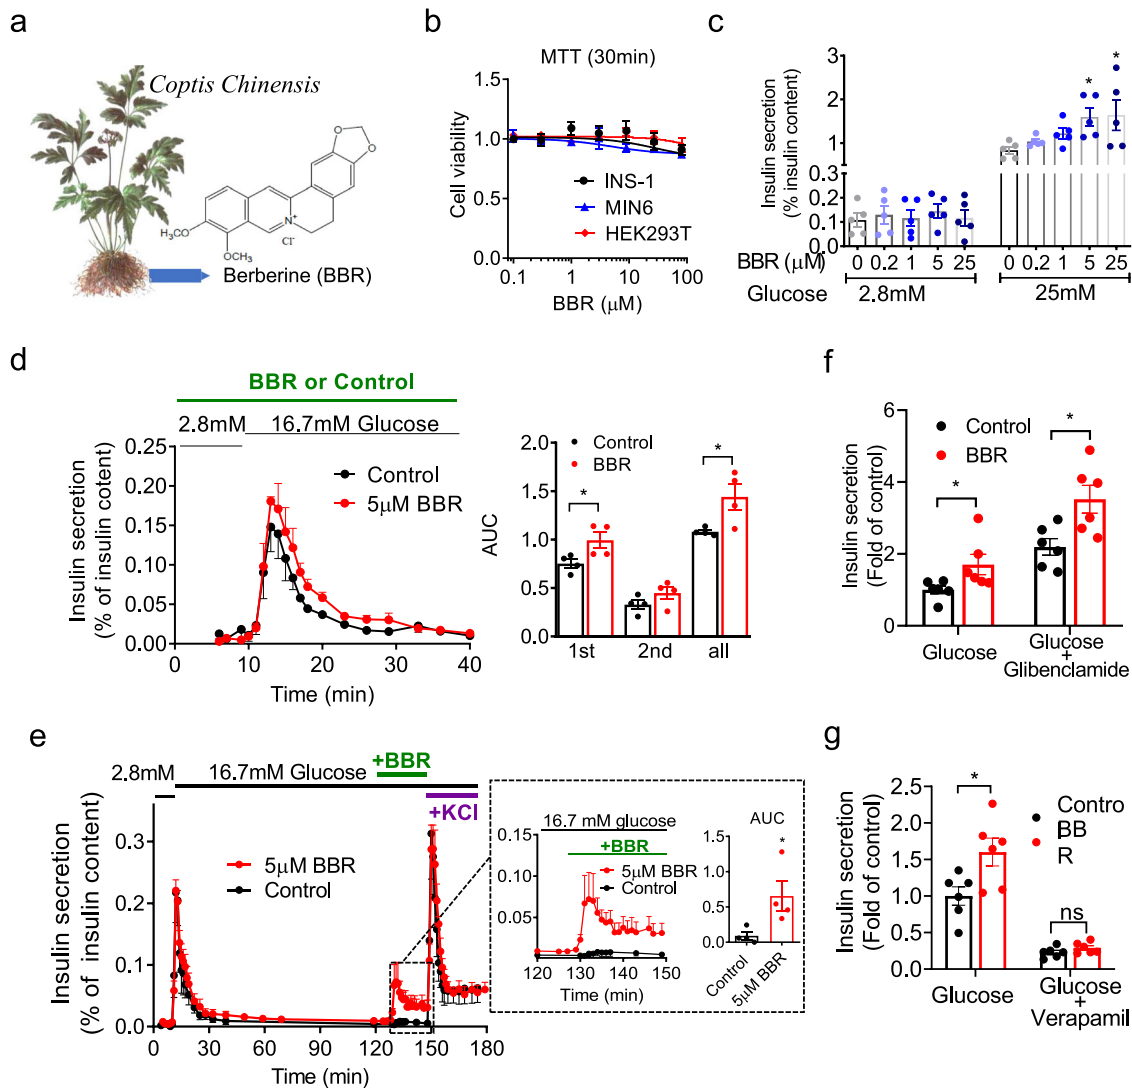 a
Coptis Chinensis
CH₃O
OCH₃
N⁺
Cl⁻
Berberine (BBR)
b
MTT (30min)
Cell viability
1.5
1.0
0.5
0.0
INS-1
MIN6
HEK293T
0.1
1
10
100
BBR (μM)
c
Insulin secretion
(% insulin content)
3
2
1
0.3
0.2
0.1
0.0
*
*
BBR (μM)
0 0.2 1 5 25
0 0.2 1 5 25
Glucose
2.8mM
25mM
d
BBR or Control
2.8mM
16.7mM Glucose
Insulin secretion
(% of insulin cotent)
0.25
0.20
0.15
0.10
0.05
0.00
Control
5μM BBR
0 10 20 30 40
Time (min)
AUC
2.0
1.5
1.0
0.5
0.0
Control
BBR
*
*
1st 2nd all
f
Insulin secretion
(Fold of control)
6
4
2
0
Control
BBR
*
*
Glucose
Glucose
+
Glibenclamide
e
2.8mM
16.7mM Glucose
+BBR
+KCl
Insulin secretion
(% of insulin content)
0.3
0.2
0.1
0.0
5μM BBR
Control
0 30 60 90 120 150 180
Time (min)
16.7 mM glucose
+BBR
0.15
0.10
0.05
5μM BBR
Control
120 130 140 150
Time (min)
AUC
1.5
1.0
0.5
0.0
*
Control
5μM BBR
g
Insulin secretion
(Fold of control)
2.5
2.0
1.5
1.0
0.5
0.0
*
ns
Contro
BB
R
Glucose
Glucose
+
Verapamil